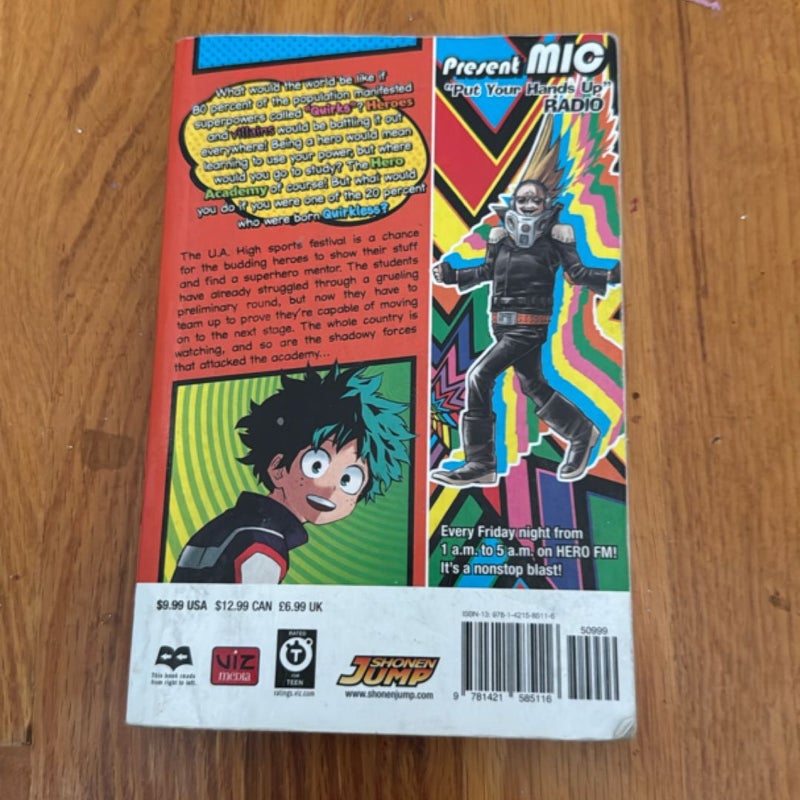 What would the world be like if
80 percent of the population manifested
superpowers called "Quirks"? Heroes
and Villains would be battling it out
everywhere! Being a hero would mean
learning to use your power, but where
would you go to study? The Hero
Academy of course! But what would
you do if you were one of the 20 percent
who were born Quirkless?
The U.A. High sports festival is a chance
for the budding heroes to show their stuff
and find a superhero mentor. The students
have already struggled through a grueling
preliminary round, but now they have to
team up to prove they're capable of moving
on to the next stage. The whole country is
watching, and so are the shadowy forces
that attacked the academy...
Present MIC
"Put Your Hands Up"
RADIO
Every Friday night from
1 a.m. to 5 a.m. on HERO FM!
It's a nonstop blast!
$9.99 USA $12.99 CAN £6.99 UK
This book reads
from right to left.
VIZ
media
RATED
T
FOR
TEEN
ratings.viz.com
SHONEN
JUMP
www.shonenjump.com
ISBN-13: 978-1-4215-8511-6
50999
9 781421 585116